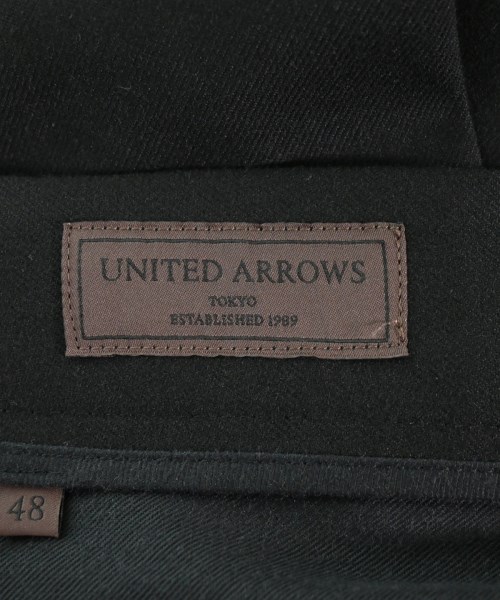 UNITED ARROWS
TOKYO
ESTABLISHED 1989
48